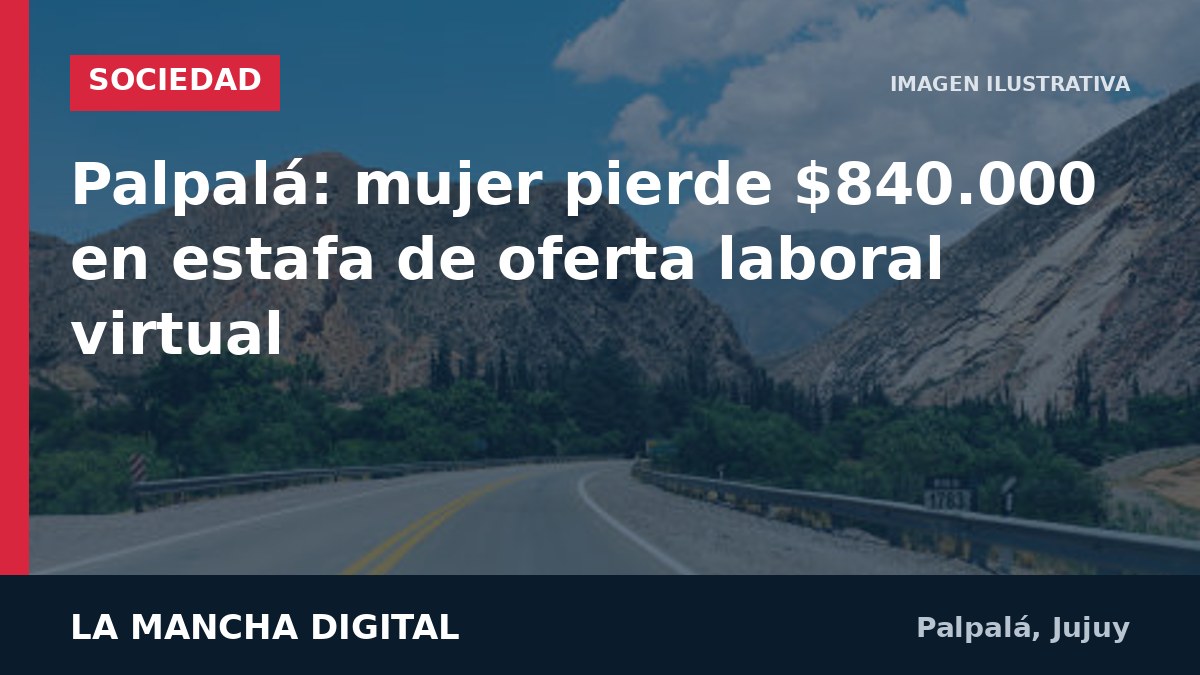 SOCIEDAD
IMAGEN ILUSTRATIVA
Palpalá: mujer pierde $840.000
en estafa de oferta laboral
virtual
1783
LA MANCHA DIGITAL
Palpalá, Jujuy